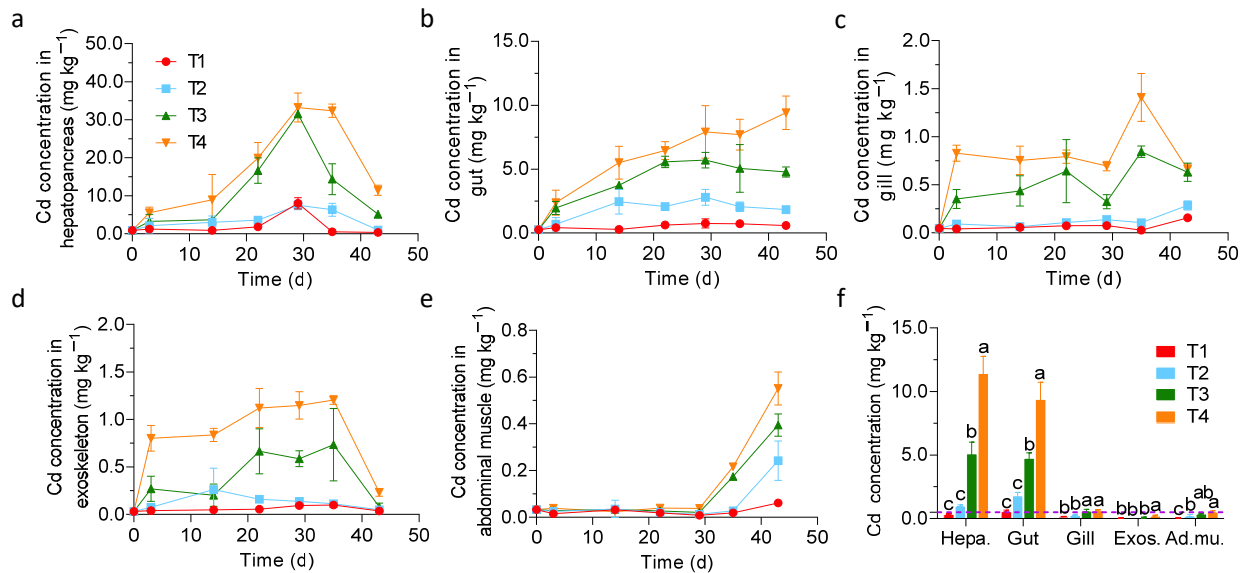 a
Cd concentration in
hepatopancreas (mg kg⁻¹)
50.0
40.0
30.0
20.0
10.0
0.0
T1
T2
T3
T4
0 10 20 30 40 50
Time (d)
b
Cd concentration in
gut (mg kg⁻¹)
15.0
10.0
5.0
0.0
0 10 20 30 40 50
Time (d)
c
Cd concentration in
gill (mg kg⁻¹)
2.0
1.5
1.0
0.5
0.0
0 10 20 30 40 50
Time (d)
d
Cd concentration in
exoskeleton (mg kg⁻¹)
2.0
1.5
1.0
0.5
0.0
0 10 20 30 40 50
Time (d)
e
Cd concentration in
abdominal muscle (mg kg⁻¹)
0.8
0.6
0.4
0.2
0.0
0 10 20 30 40 50
Time (d)
f
Cd concentration (mg kg⁻¹)
15.0
10.0
5.0
0.0
T1
T2
T3
T4
c c b a
c c b a
b b a a
b b b a
c b ab a
Hepa. Gut Gill Exos. Ad.mu.